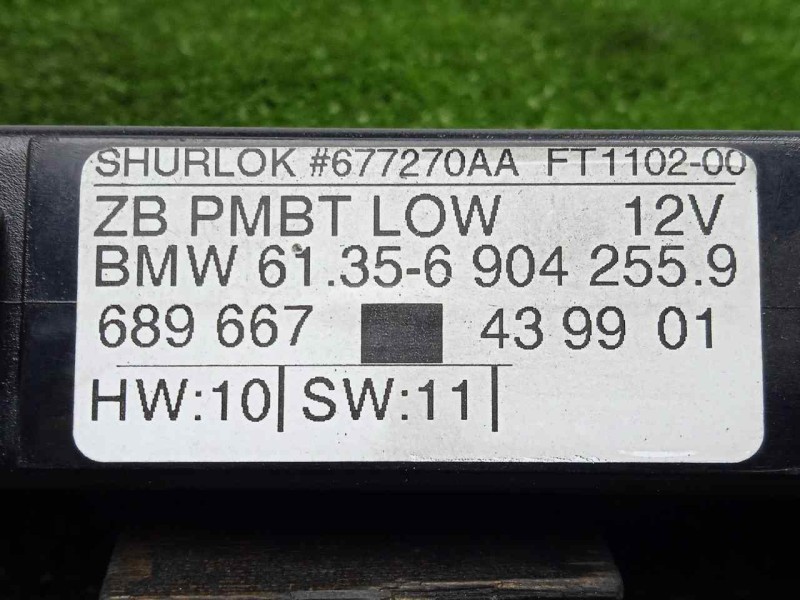 SHURLOK #677270AA FT1102-00
ZB PMBT LOW 12V
BMW 61.35-6 904 255.9
689 667 43 99 01
HW:10 SW:11